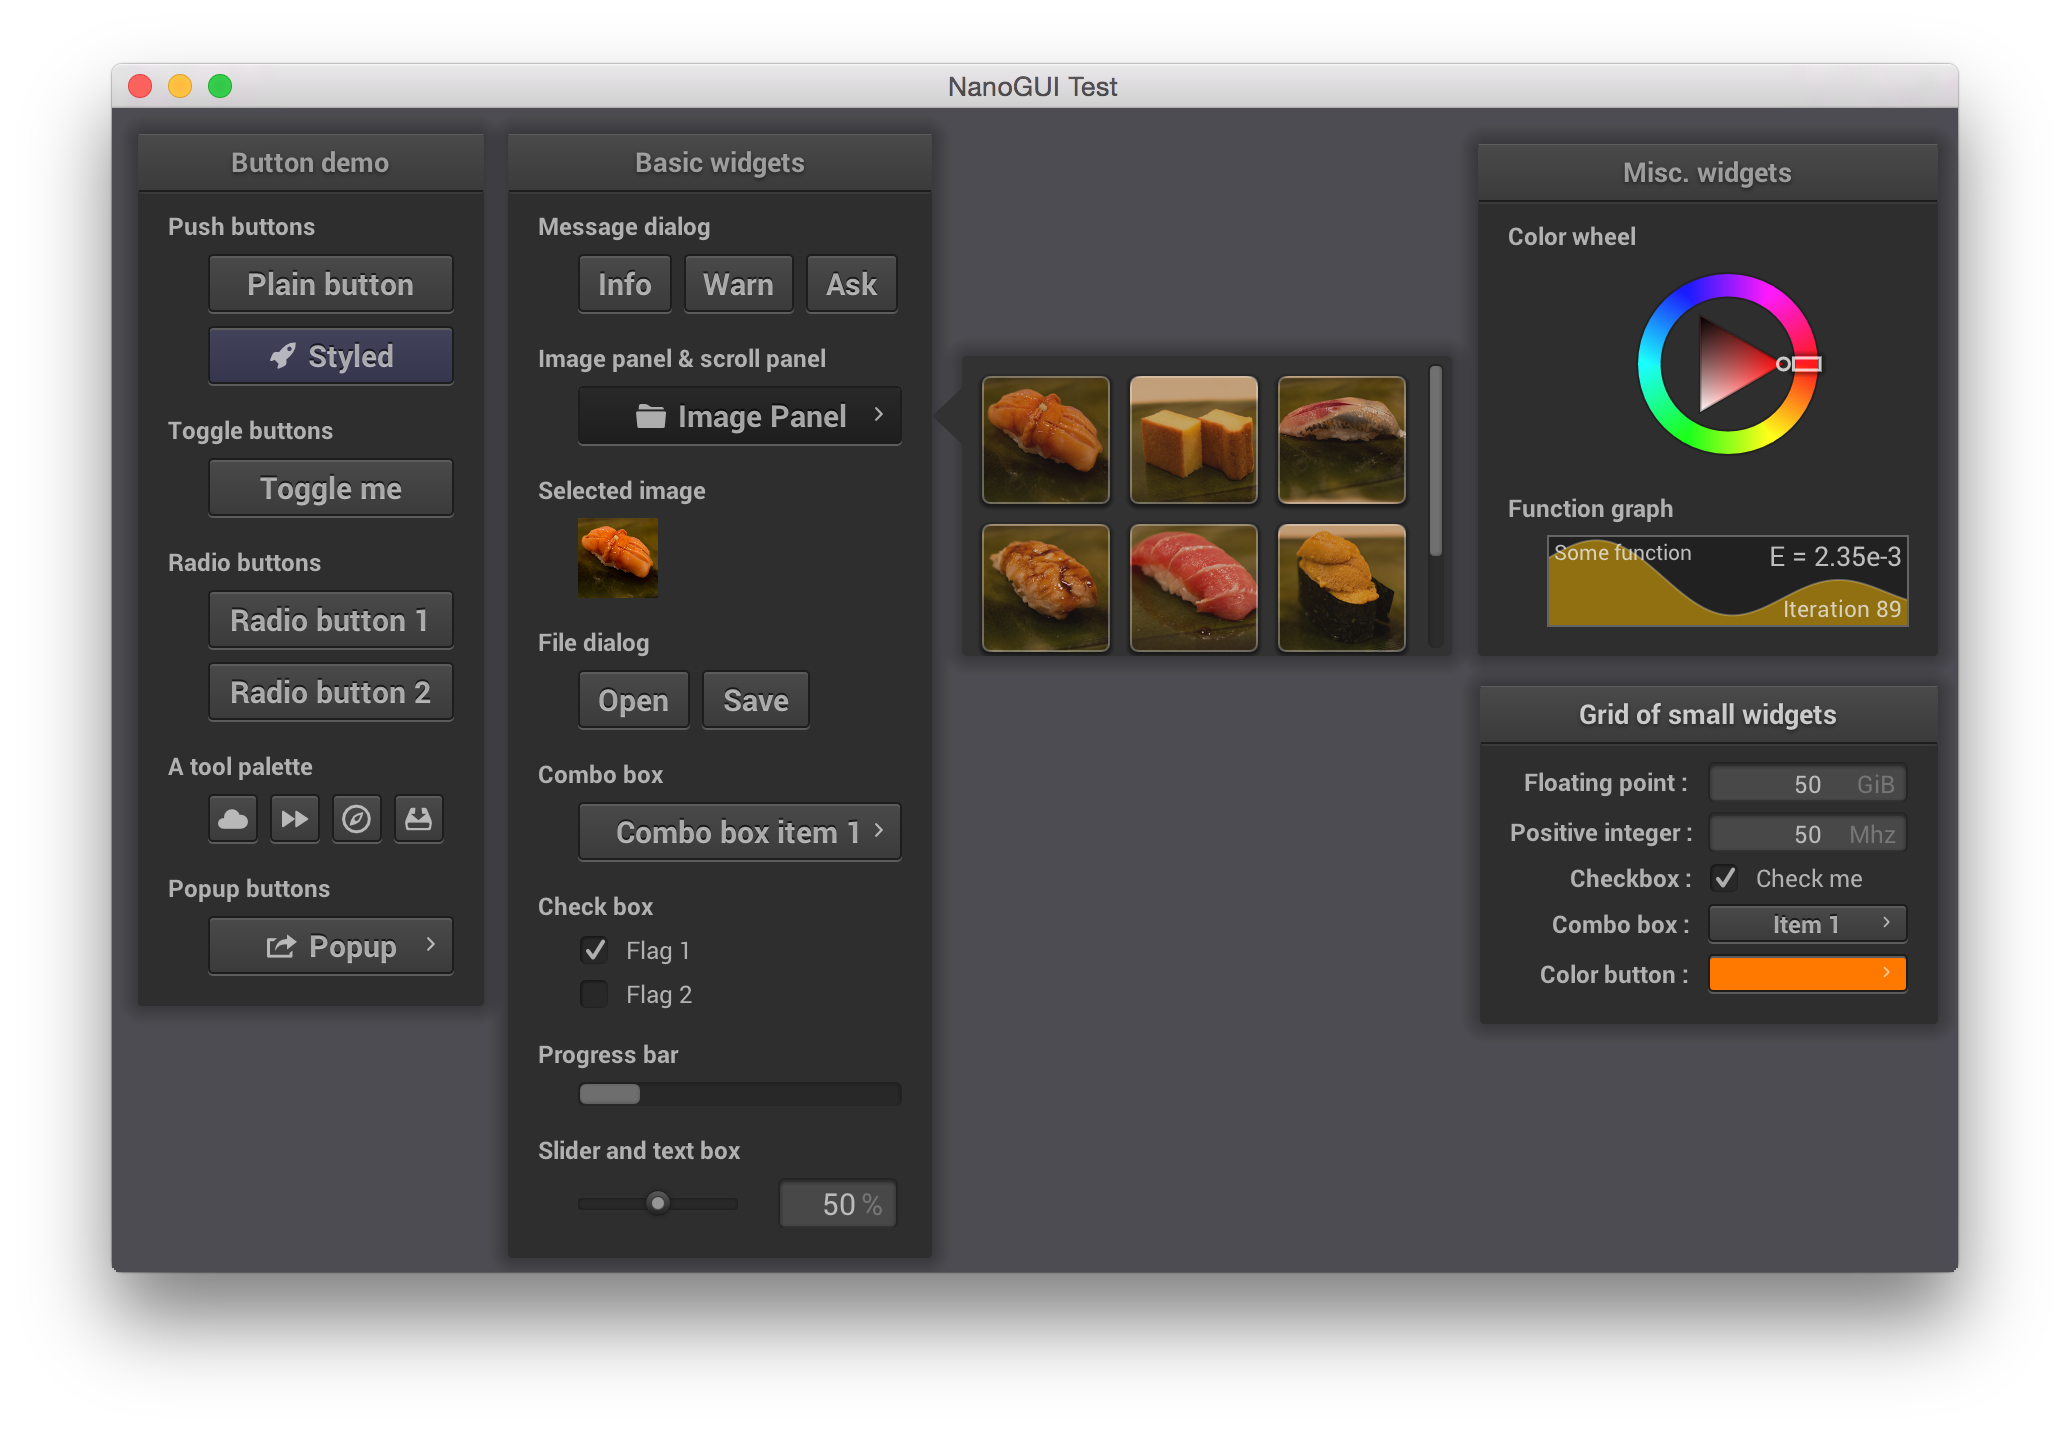 NanoGUI Test
Button demo
Push buttons
Plain button
Styled
Toggle buttons
Toggle me
Radio buttons
Radio button 1
Radio button 2
A tool palette
Popup buttons
Popup
Basic widgets
Message dialog
Info Warn Ask
Image panel & scroll panel
Image Panel
Selected image
File dialog
Open Save
Combo box
Combo box item 1
Check box
Flag 1
Flag 2
Progress bar
Slider and text box
50 %
Misc. widgets
Color wheel
Function graph
Some function E = 2.35e-3
Iteration 89
Grid of small widgets
Floating point : 50 GiB
Positive integer : 50 Mhz
Checkbox : Check me
Combo box : Item 1
Color button :